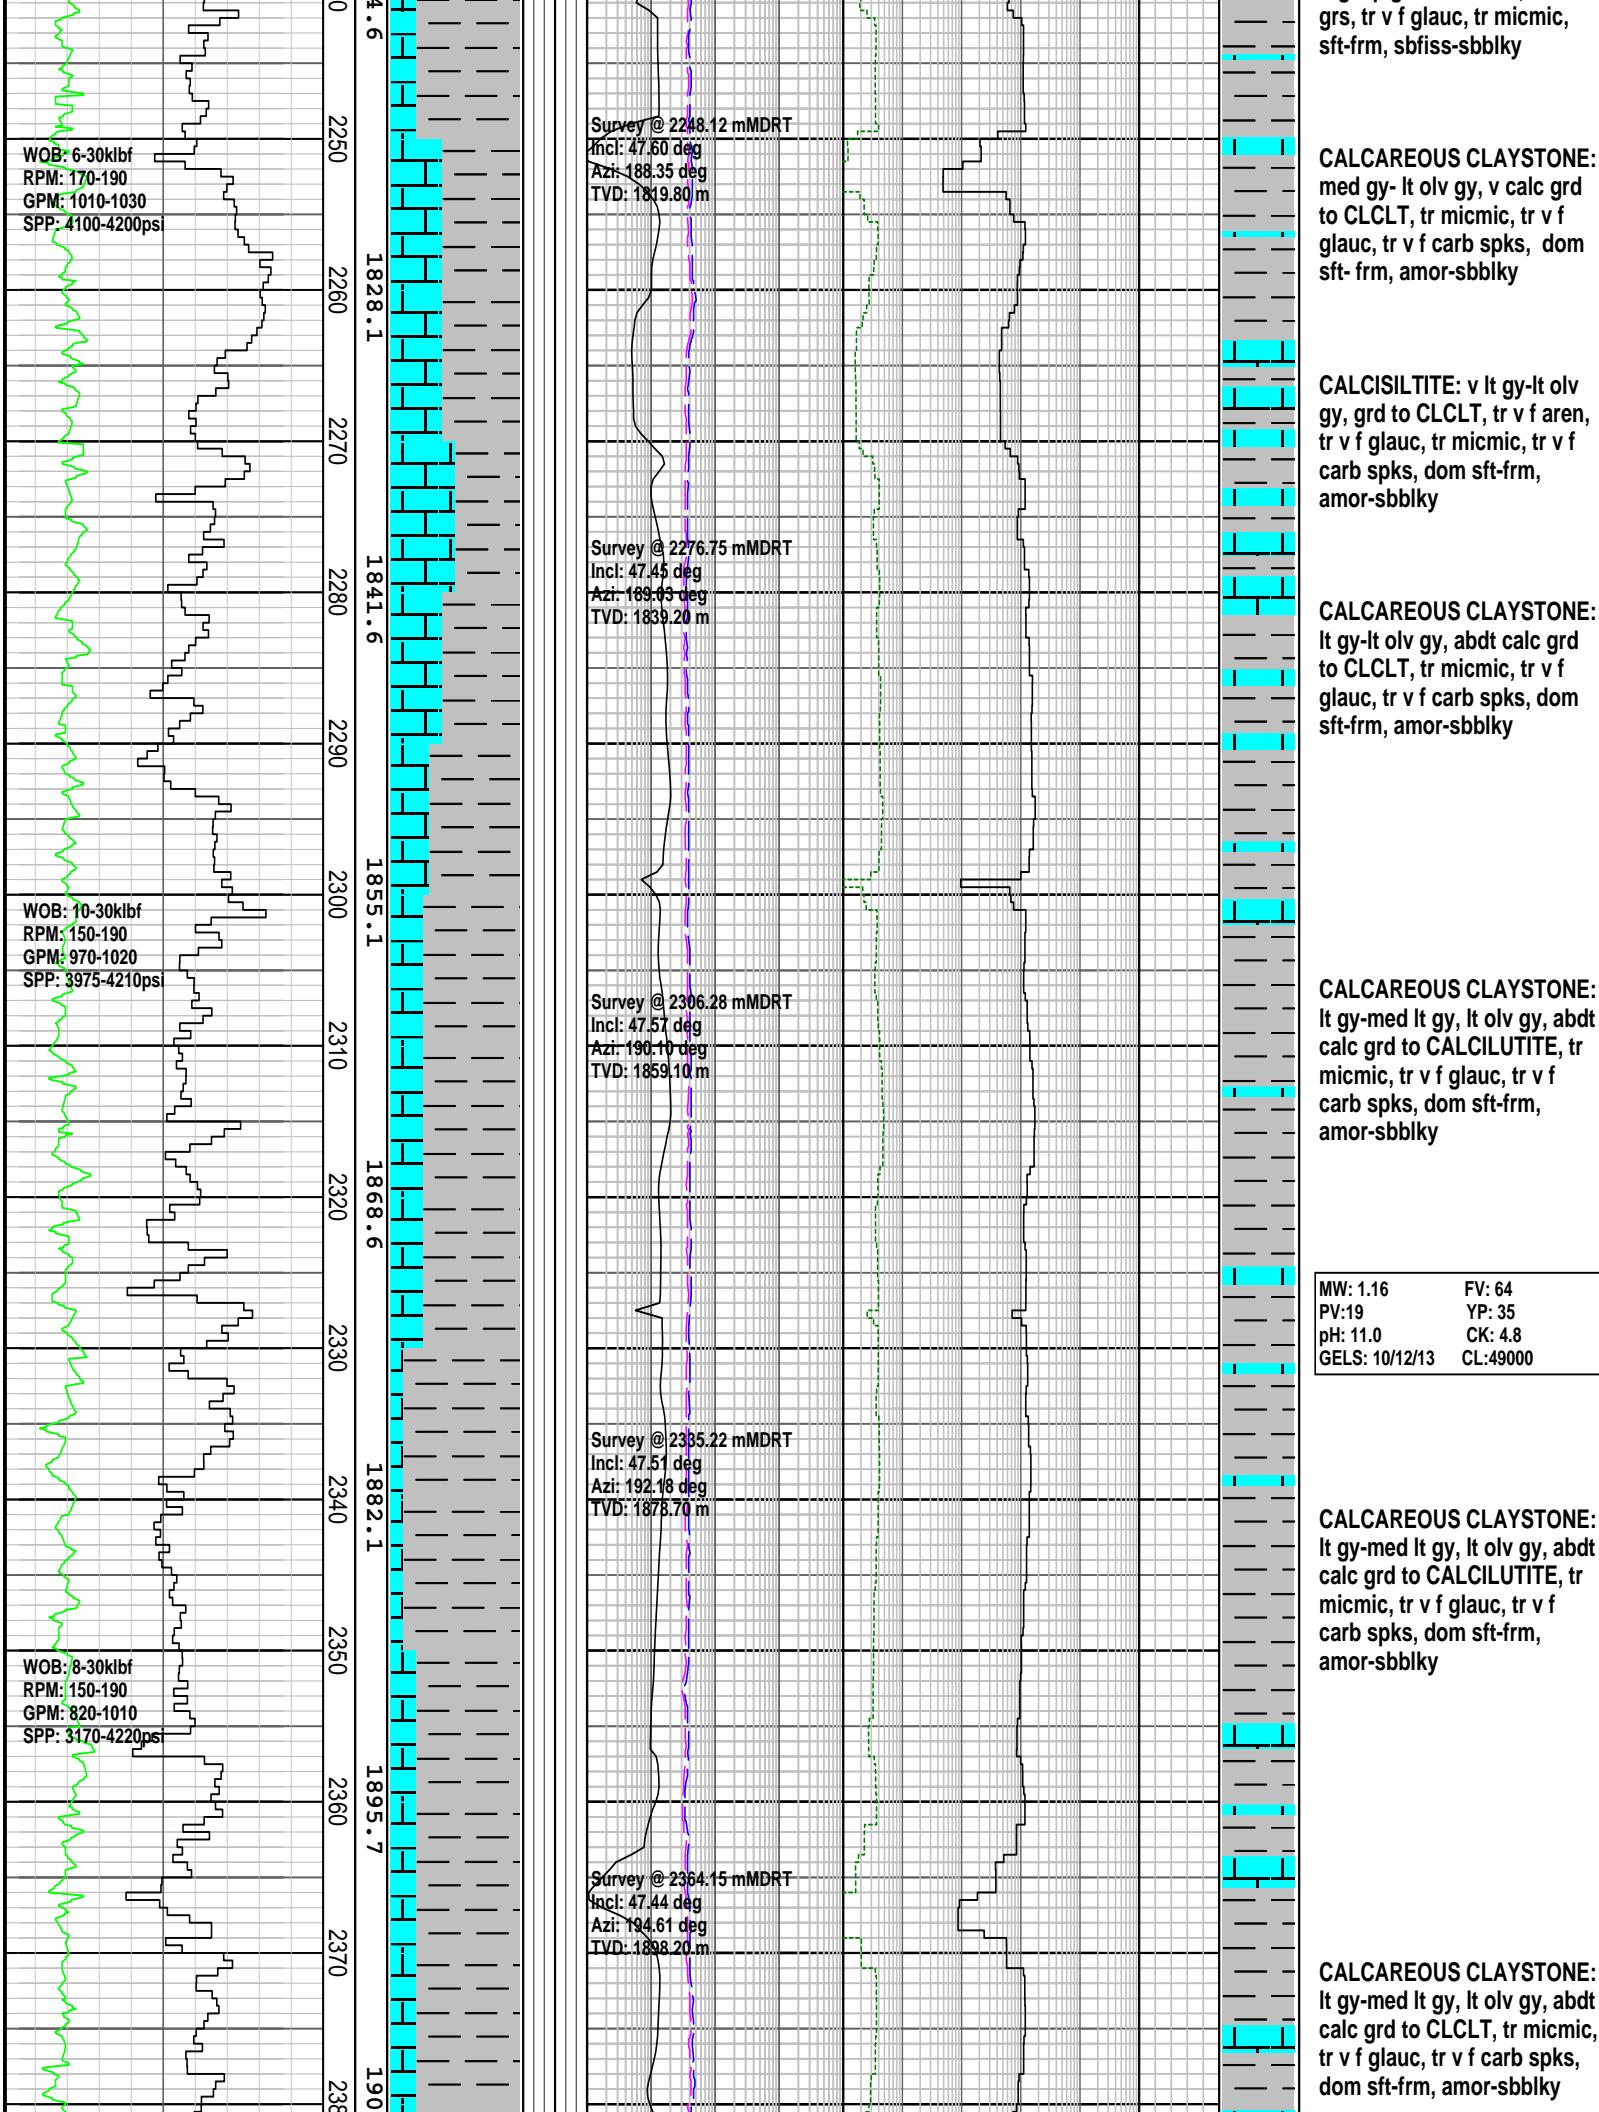 grs, tr v f glauc, tr micmic,
sft-frm, sbfiss-sbblky
4.6
2250
WOB: 6-30klbf
RPM: 170-190
GPM: 1010-1030
SPP: 4100-4200psi
Survey @ 2248.12 mMDRT
Incl: 47.60 deg
Azi: 188.35 deg
TVD: 1819.80 m
CALCAREOUS CLAYSTONE:
med gy- lt olv gy, v calc grd
to CLCLT, tr micmic, tr v f
glauc, tr v f carb spks, dom
sft- frm, amor-sbblky
2260
1828.1
CALCISILTITE: v lt gy-lt olv
gy, grd to CLCLT, tr v f aren,
tr v f glauc, tr micmic, tr v f
carb spks, dom sft-frm,
amor-sbblky
2270
Survey @ 2276.75 mMDRT
Incl: 47.45 deg
Azi: 189.03 deg
TVD: 1839.20 m
2280
1841.6
CALCAREOUS CLAYSTONE:
lt gy-lt olv gy, abdt calc grd
to CLCLT, tr micmic, tr v f
glauc, tr v f carb spks, dom
sft-frm, amor-sbblky
2290
2300
1855.1
WOB: 10-30klbf
RPM: 150-190
GPM: 970-1020
SPP: 3975-4210psi
Survey @ 2306.28 mMDRT
Incl: 47.57 deg
Azi: 190.10 deg
TVD: 1859.10 m
CALCAREOUS CLAYSTONE:
lt gy-med lt gy, lt olv gy, abdt
calc grd to CALCILUTITE, tr
micmic, tr v f glauc, tr v f
carb spks, dom sft-frm,
amor-sbblky
2310
2320
1868.6
MW: 1.16 FV: 64
PV:19 YP: 35
pH: 11.0 CK: 4.8
GELS: 10/12/13 CL:49000
2330
Survey @ 2335.22 mMDRT
Incl: 47.51 deg
Azi: 192.18 deg
TVD: 1878.70 m
2340
1882.1
CALCAREOUS CLAYSTONE:
lt gy-med lt gy, lt olv gy, abdt
calc grd to CALCILUTITE, tr
micmic, tr v f glauc, tr v f
carb spks, dom sft-frm,
amor-sbblky
2350
WOB: 8-30klbf
RPM: 150-190
GPM: 820-1010
SPP: 3170-4220psi
2360
1895.7
Survey @ 2364.15 mMDRT
Incl: 47.44 deg
Azi: 194.61 deg
TVD: 1898.20 m
2370
CALCAREOUS CLAYSTONE:
lt gy-med lt gy, lt olv gy, abdt
calc grd to CLCLT, tr micmic,
tr v f glauc, tr v f carb spks,
dom sft-frm, amor-sbblky
238
190